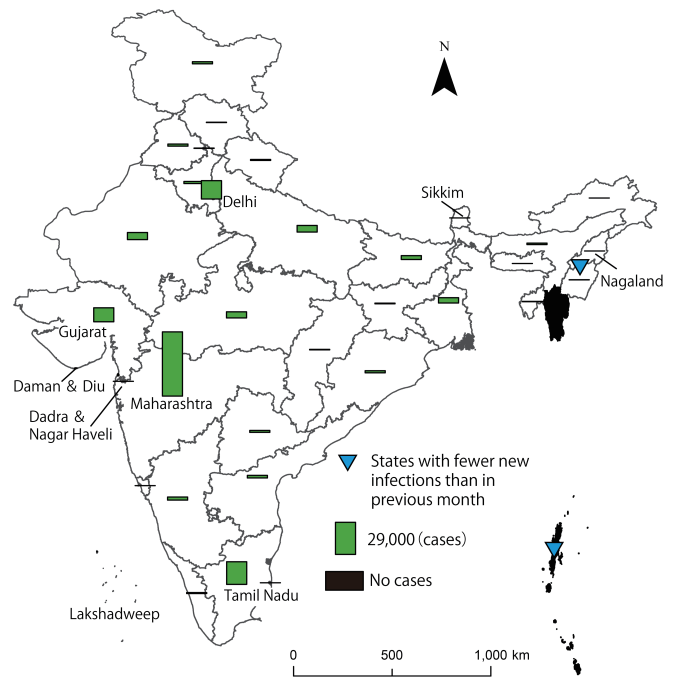 N
Delhi
Sikkim
Nagaland
Gujarat
Daman & Diu
Maharashtra
Dadra &
Nagar Haveli
States with fewer new
infections than in
previous month
29,000 (cases)
No cases
Tamil Nadu
Lakshadweep
0 500 1,000 km